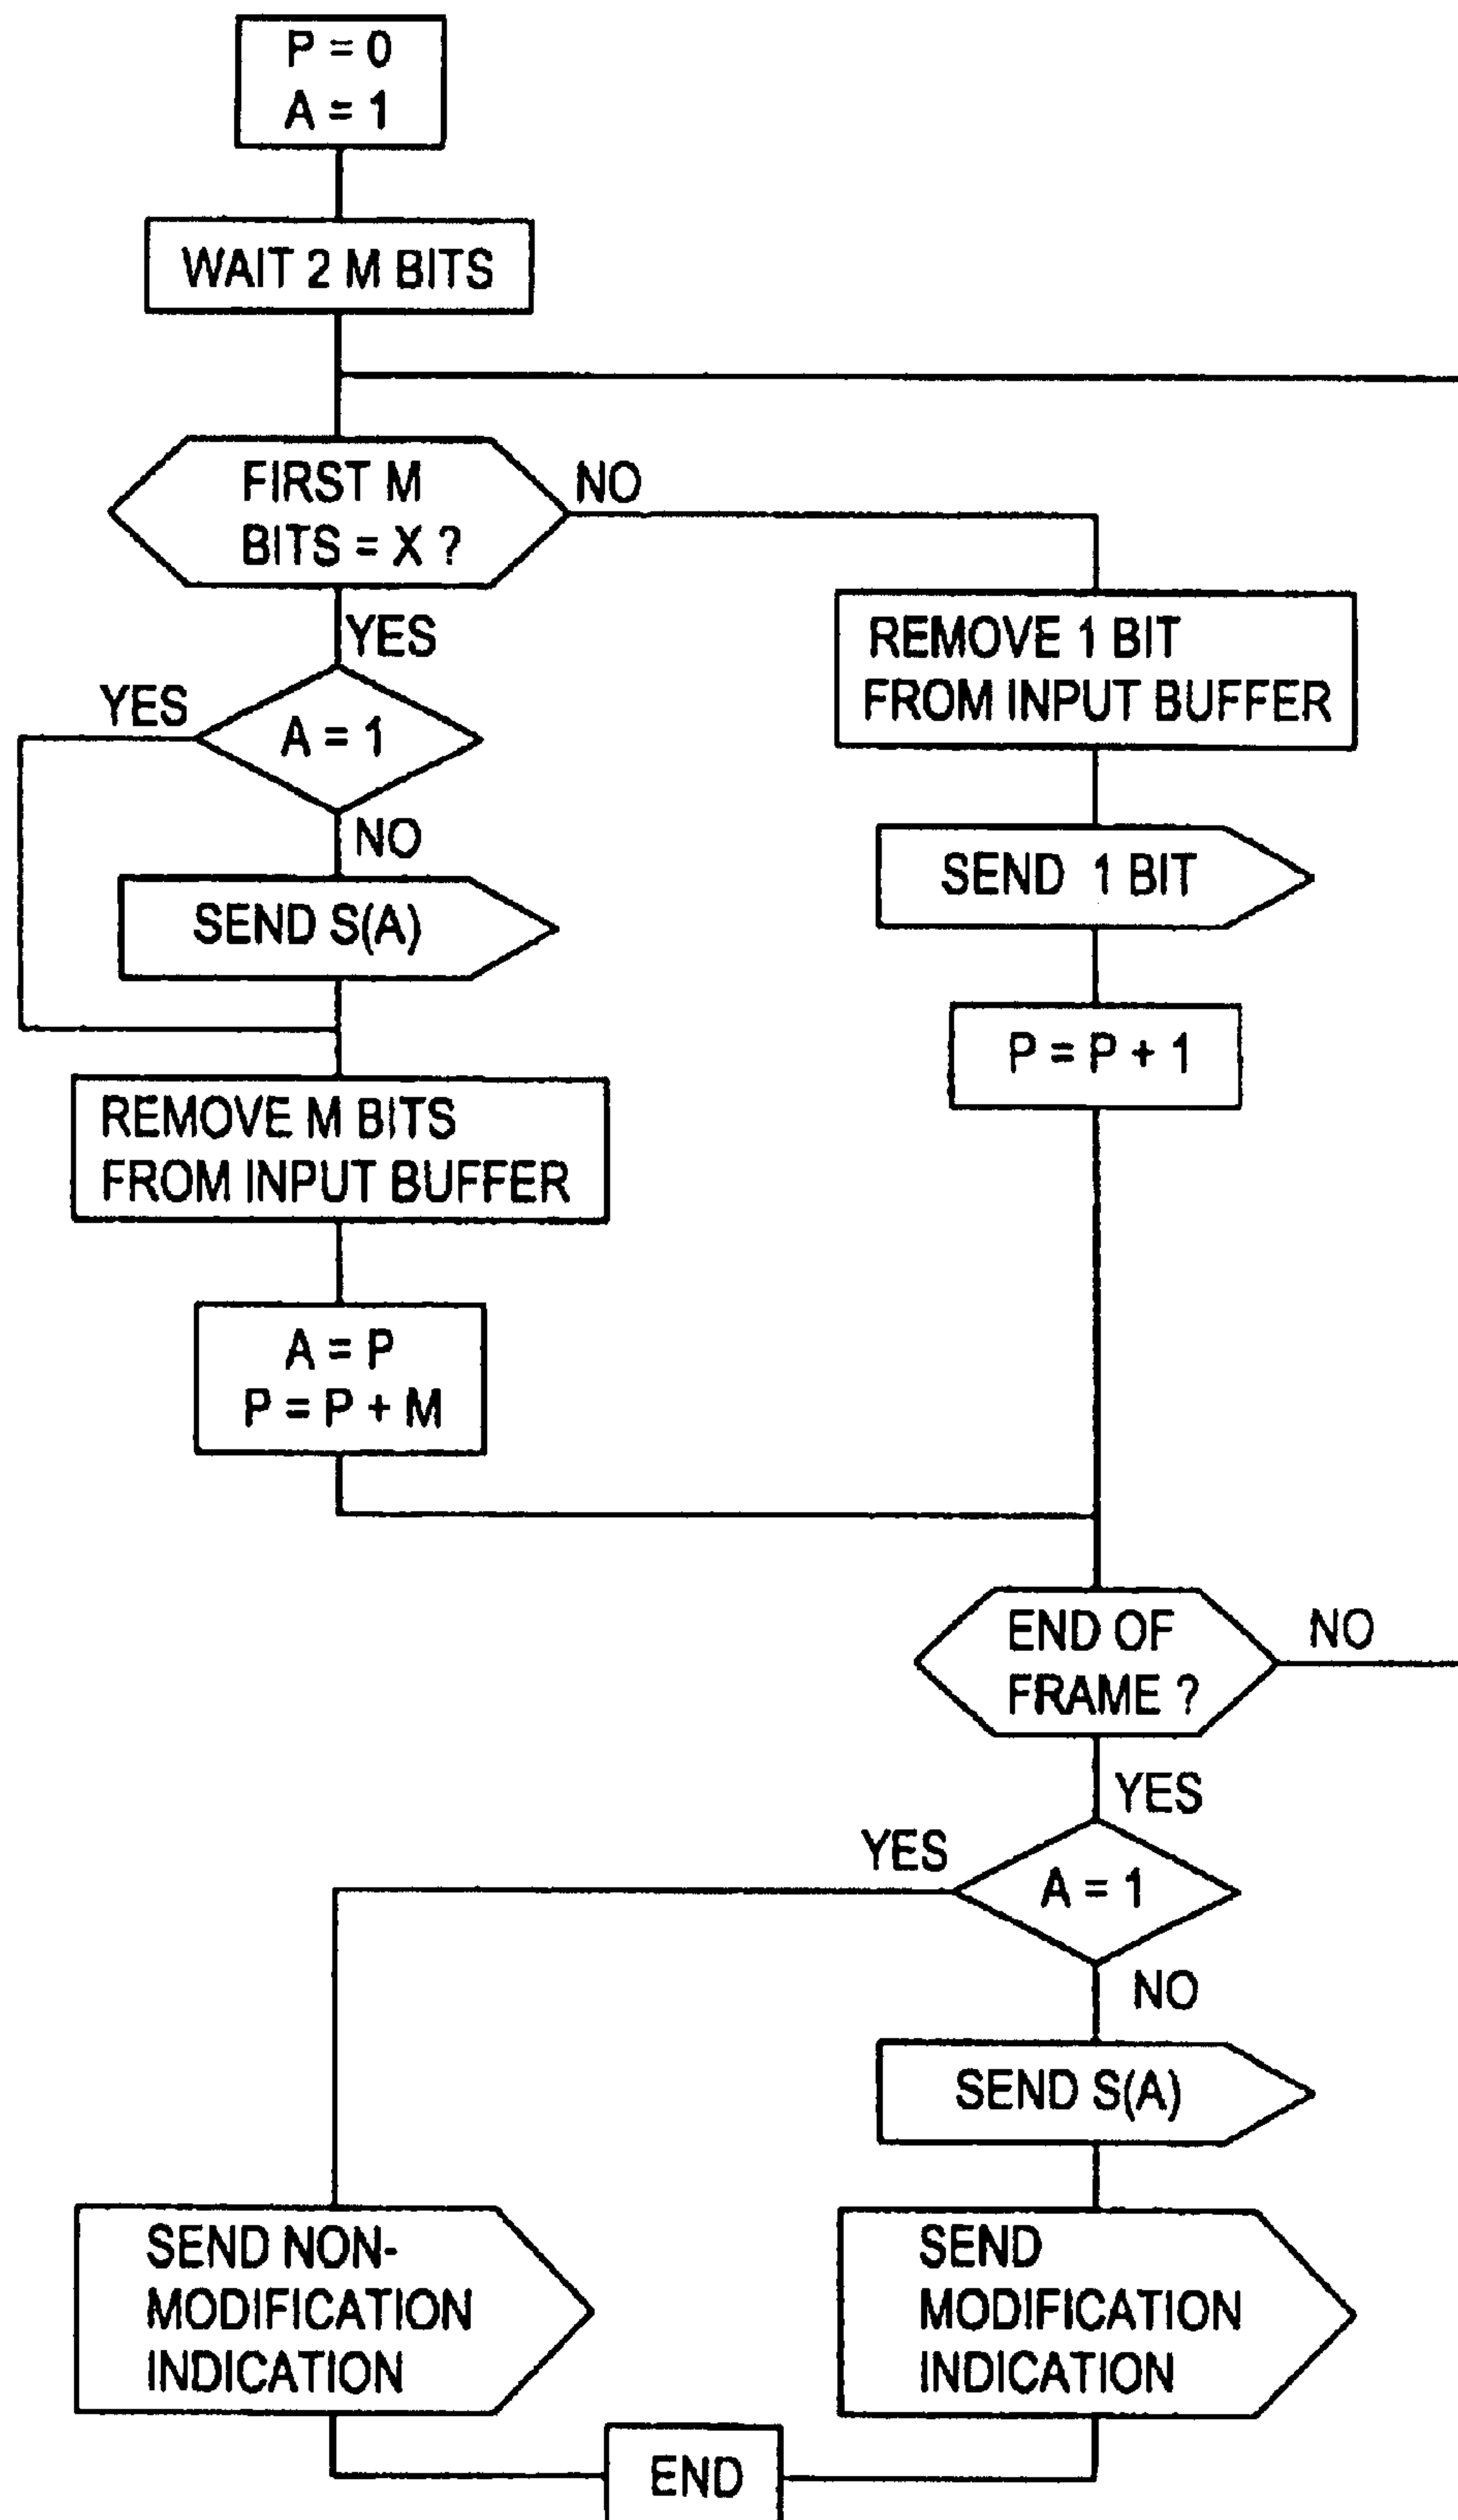 P = 0
A = 1
WAIT 2 M BITS
FIRST M
BITS = X ?
NO
YES
REMOVE 1 BIT
FROM INPUT BUFFER
YES
A = 1
NO
SEND 1 BIT
SEND S(A)
P = P + 1
REMOVE M BITS
FROM INPUT BUFFER
A = P
P = P + M
END OF
FRAME ?
NO
YES
YES
A = 1
NO
SEND S(A)
SEND NON-
MODIFICATION
INDICATION
SEND
MODIFICATION
INDICATION
END